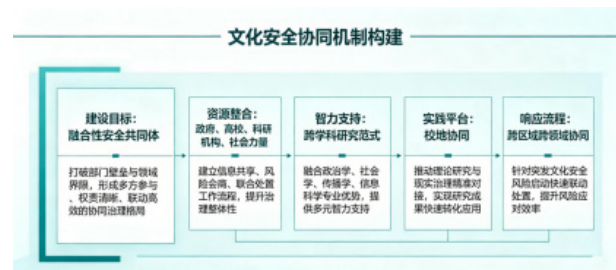 文化安全协同机制构建
建设目标：
融合性安全共同体
打破部门壁垒与领域
界限，形成多方参与
、权责清晰、联动高
效的协同治理格局
资源整合：
政府、高校、科研
机构、社会力量
建立信息共享、风
险会商、联合处置
工作流程，提升治
理整体性
智力支持：
跨学科研究范式
融合政治学、社会
学、传播学、信息
科学专业优势，提
供多元智力支持
实践平台：
校地协同
推动理论研究与
现实治理精准对
接，实现研究成
果快速转化应用
响应流程：
跨区域跨领域协同
针对突发文化安全
风险启动快速联动
处置，提升风险应
对效率